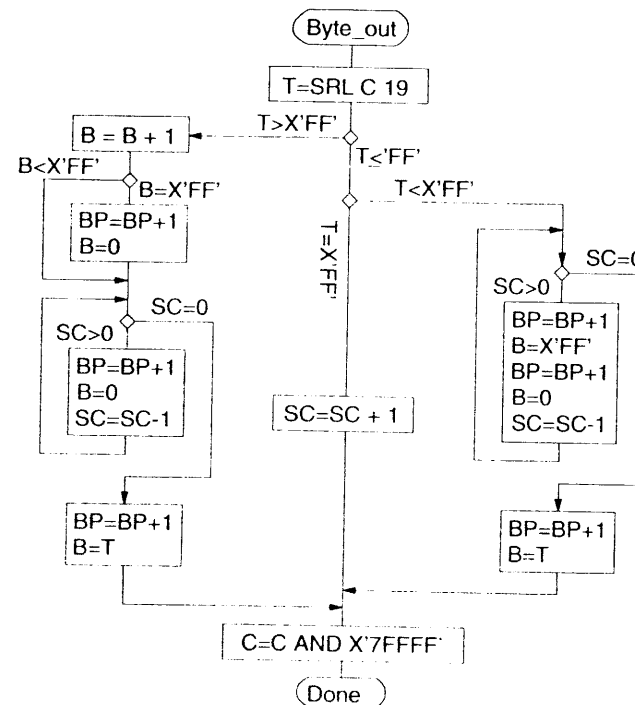 Byte_out
T=SRL C 19
T>X'FF'
B = B + 1
T≤'FF'
B<X'FF'
B=X'FF'
T<X'FF'
BP=BP+1
B=0
T=X'FF'
SC=0
SC>0
SC=0
SC>0
BP=BP+1
B=0
SC=SC-1
BP=BP+1
B=X'FF'
BP=BP+1
B=0
SC=SC-1
SC=SC + 1
BP=BP+1
B=T
BP=BP+1
B=T
C=C AND X'7FFFF'
Done